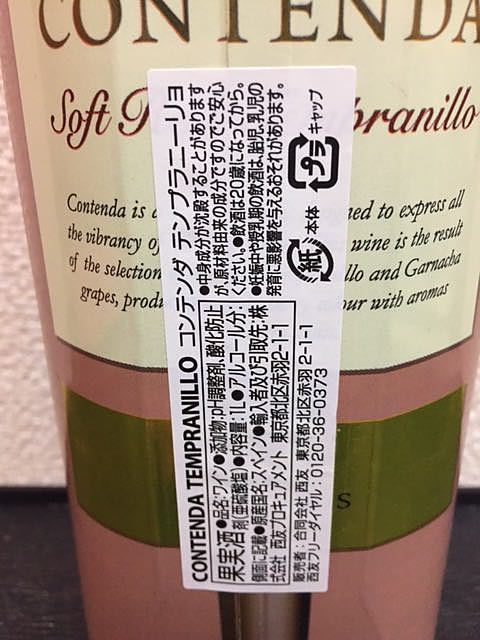 CONTENDA
Soft
pranillo
Contenda is
ned to express all
the vibrancy of
wine is the result
of the selection
llo and Garnacha
grapes, produ
our with aromas
S
CONTENDA TEMPRANILLO コンテンダ テンプラニーリョ
果実酒
●品名:ワイン●添加物:pH調整剤、酸化防止
剤(亜硫酸塩)●内容量:1L●アルコール分:
側面に記載●原産国名:スペイン●輸入者及び引取先:株
式会社 西友プロキュアメント 東京都北区赤羽2-1-1
●中身成分が沈殿することがあります
が、原材料由来の成分ですのでご安心
ください。●飲酒は20歳になってから。
●妊娠中や授乳期の飲酒は、胎児、乳児の
発育に悪影響を与えるおそれがあります。
紙 本体
プラ キャップ
販売者:合同会社 西友 東京都北区赤羽 2-1-1
西友フリーダイヤル:0120-36-0373